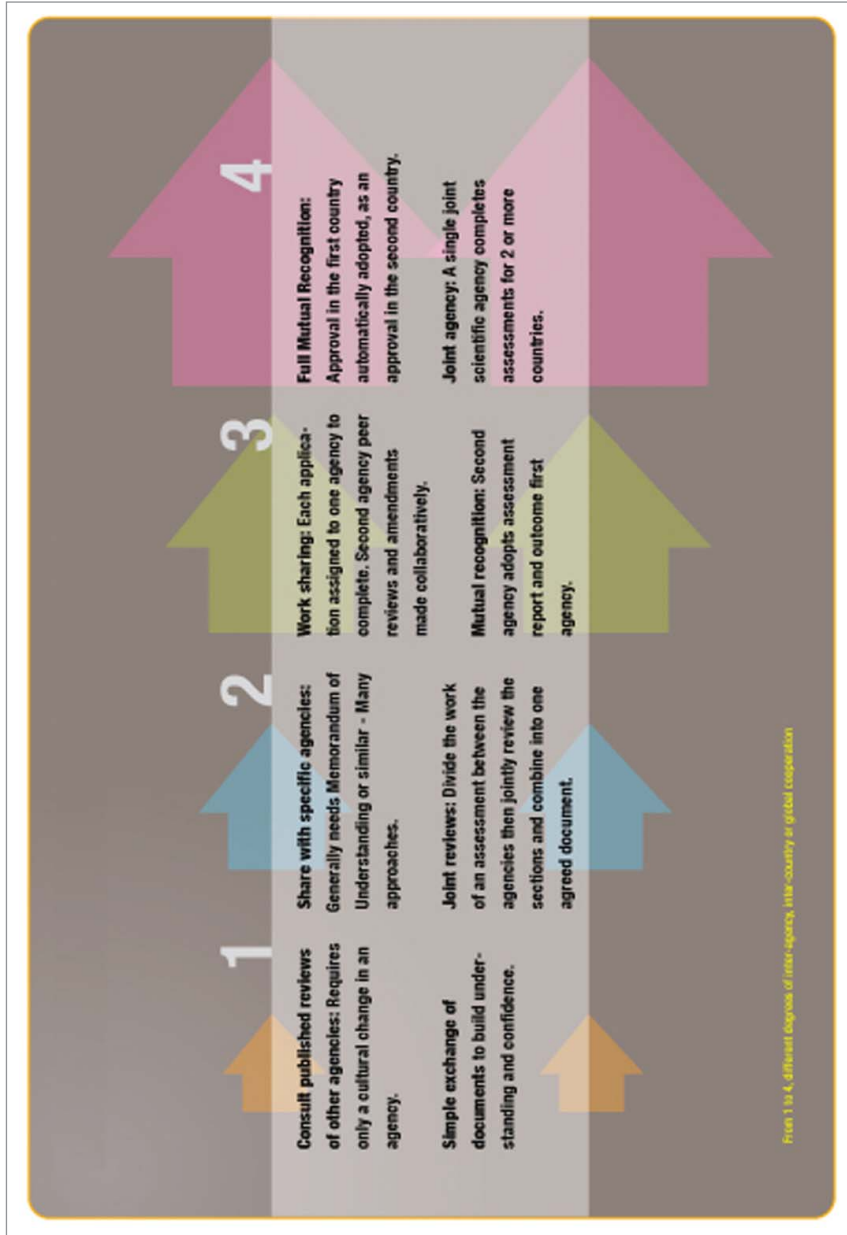 1
Consult published reviews
of other agencies: Requires
only a cultural change in an
agency.
Simple exchange of
documents to build under-
standing and confidence.
2
Share with specific agencies:
Generally needs Memorandum of
Understanding or similar - Many
approaches.
Joint reviews: Divide the work
of an assessment between the
agencies then jointly review the
sections and combine into one
agreed document.
3
Work sharing: Each applica-
tion assigned to one agency to
complete. Second agency peer
reviews and amendments
made collaboratively.
Mutual recognition: Second
agency adopts assessment
report and outcome first
agency.
4
Full Mutual Recognition:
Approval in the first country
automatically adopted, as an
approval in the second country.
Joint agency: A single joint
scientific agency completes
assessments for 2 or more
countries.
From 1 to 4, different degrees of inter-agency, inter-country or global cooperation